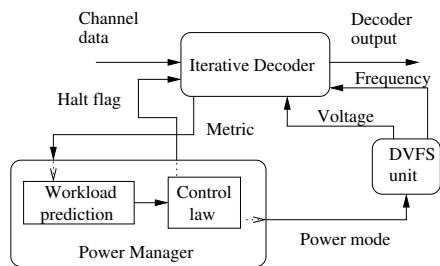 Channel
data
Decoder
output
Iterative Decoder
Frequency
Halt flag
Voltage
Metric
DVFS
unit
Workload
prediction
Control
law
Power mode
Power Manager